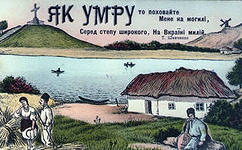 ЯК УМРУ то поховайте
Мене на могилі,
Серед степу широкого, На Вкраїні милій.
Т. Шевченко